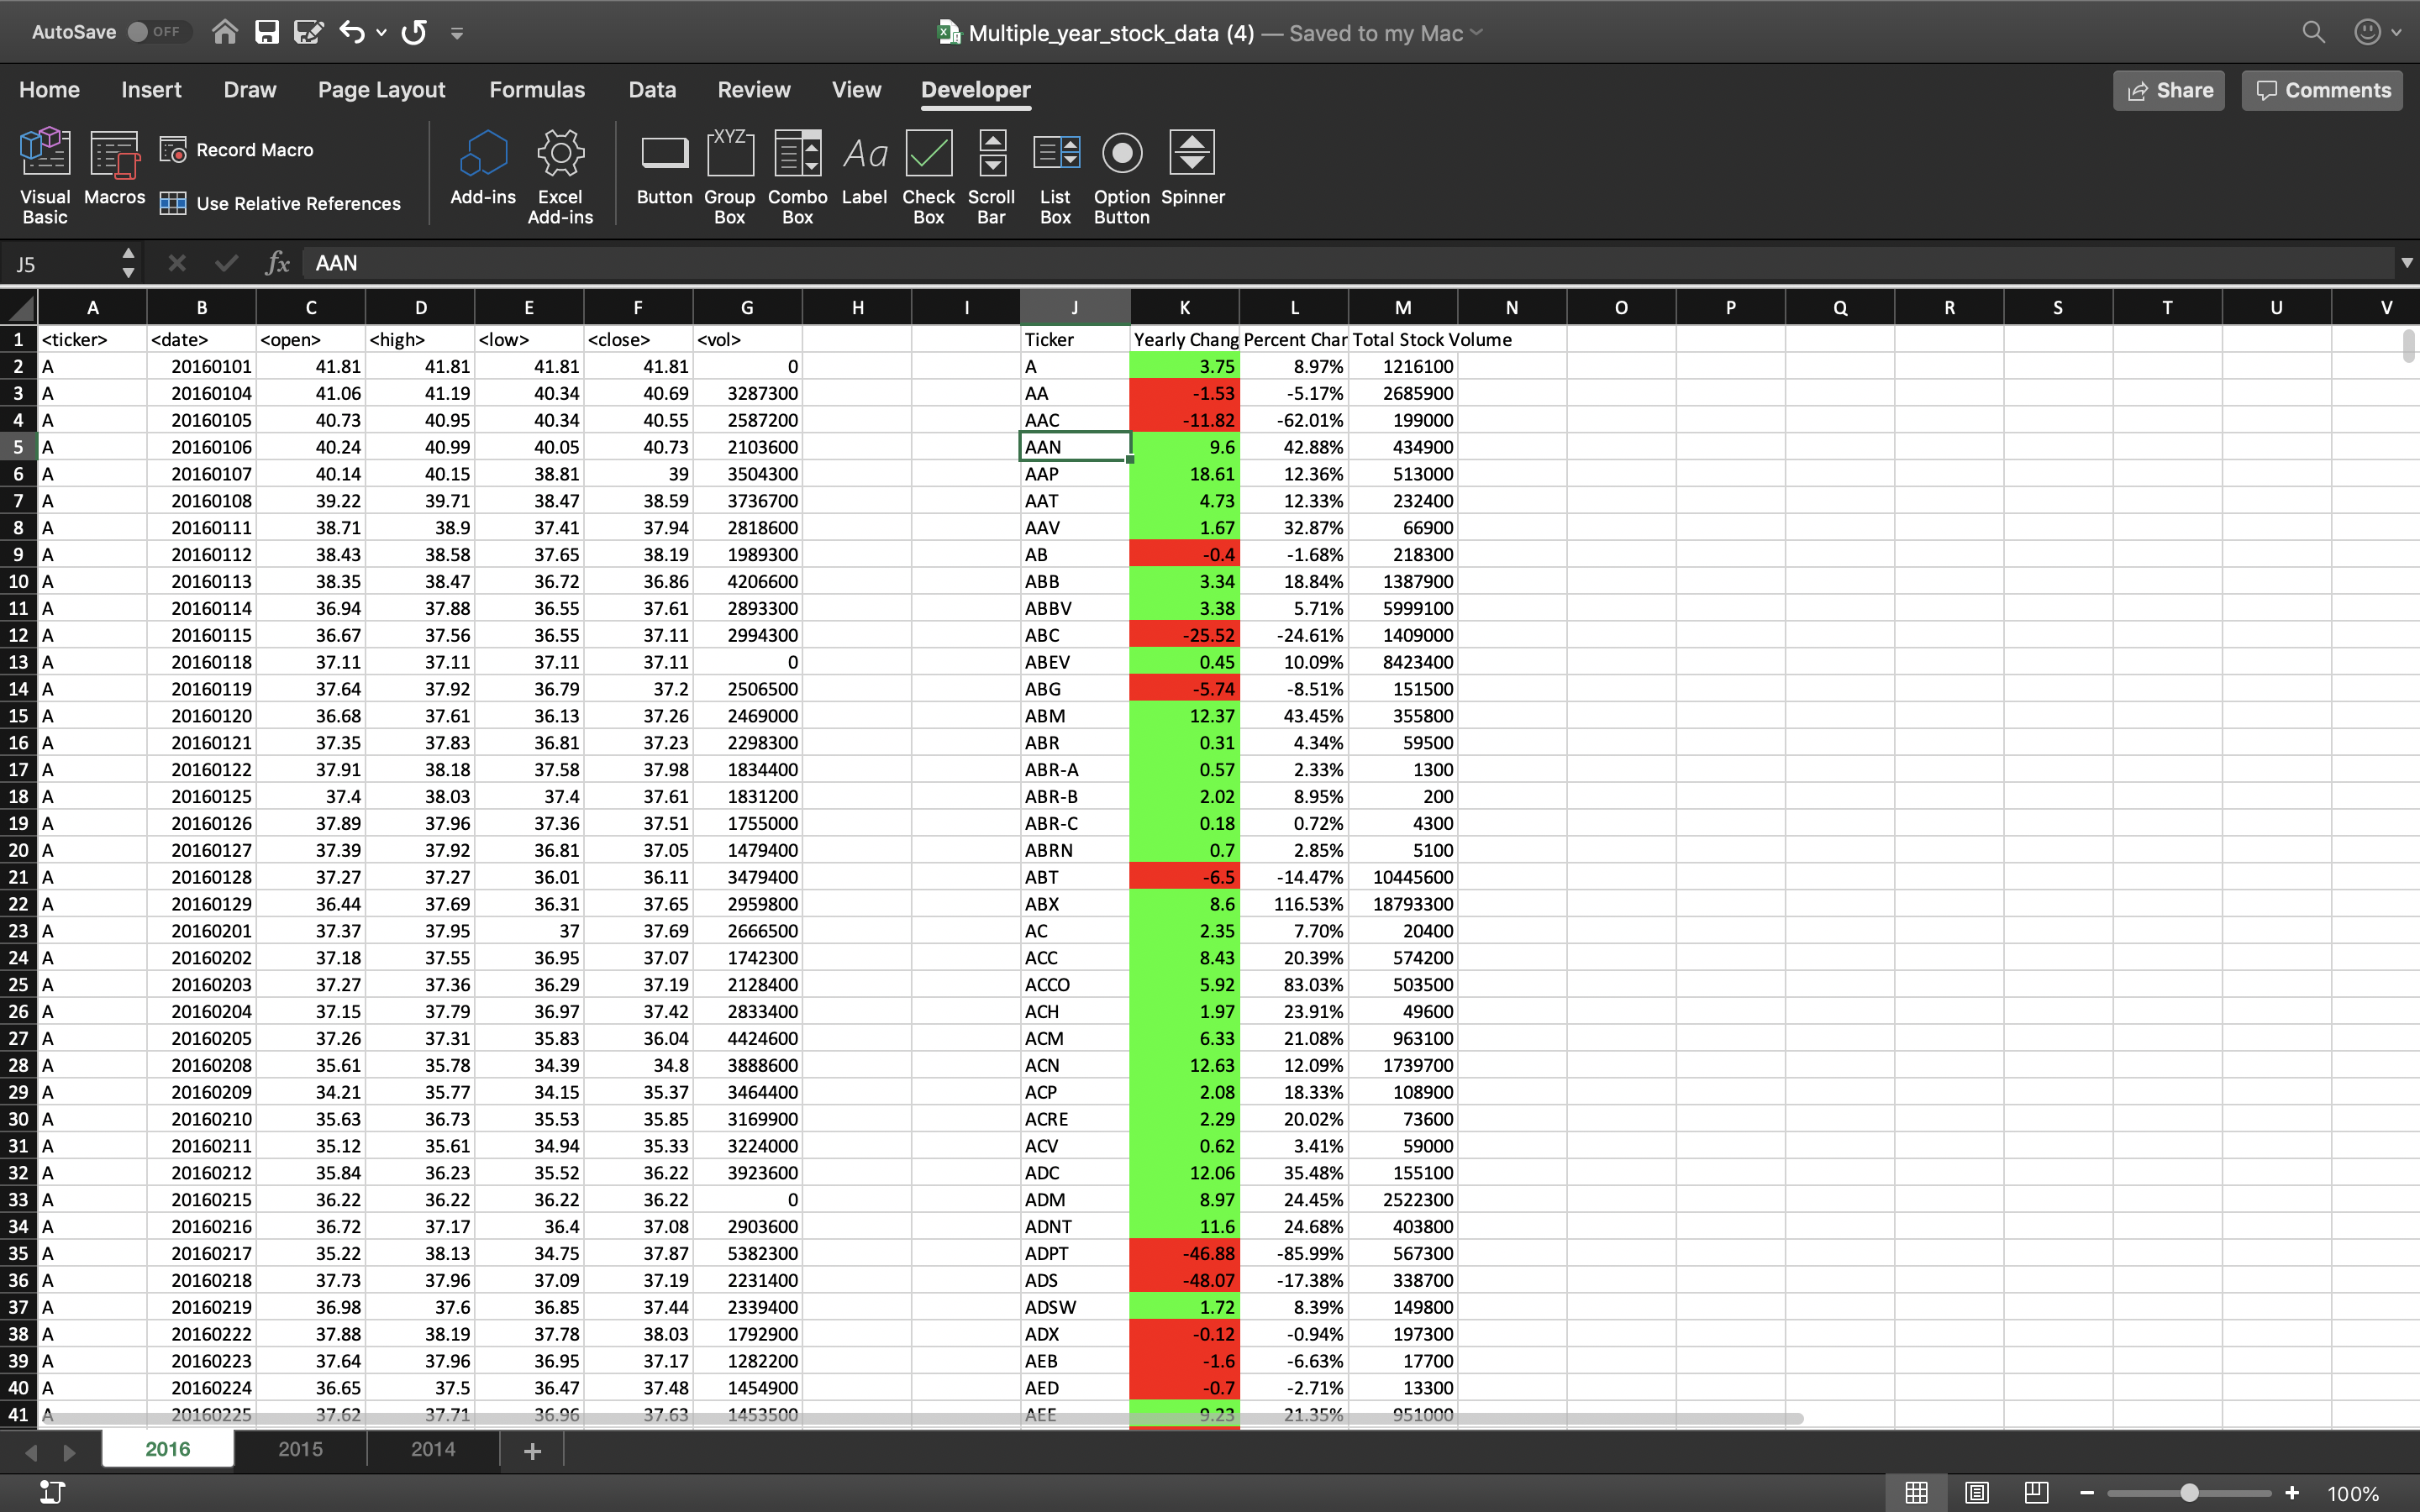 AutoSave OFF Multiple_year_stock_data (4) — Saved to my Mac
Home Insert Draw Page Layout Formulas Data Review View Developer Share Comments
Visual Basic Macros Record Macro Use Relative References Add-ins Excel Add-ins Button XYZ Group Box Combo Box Aa Label Check Box Scroll Bar List Box Option Button Spinner
J5 fx AAN
A B C D E F G H I J K L M N O P Q R S T U V
1 <ticker> <date> <open> <high> <low> <close> <vol> Ticker Yearly Chang Percent Char Total Stock Volume
2 A 20160101 41.81 41.81 41.81 41.81 0 A 3.75 8.97% 1216100
3 A 20160104 41.06 41.19 40.34 40.69 3287300 AA -1.53 -5.17% 2685900
4 A 20160105 40.73 40.95 40.34 40.55 2587200 AAC -11.82 -62.01% 199000
5 A 20160106 40.24 40.99 40.05 40.73 2103600 AAN 9.6 42.88% 434900
6 A 20160107 40.14 40.15 38.81 39 3504300 AAP 18.61 12.36% 513000
7 A 20160108 39.22 39.71 38.47 38.59 3736700 AAT 4.73 12.33% 232400
8 A 20160111 38.71 38.9 37.41 37.94 2818600 AAV 1.67 32.87% 66900
9 A 20160112 38.43 38.58 37.65 38.19 1989300 AB -0.4 -1.68% 218300
10 A 20160113 38.35 38.47 36.72 36.86 4206600 ABB 3.34 18.84% 1387900
11 A 20160114 36.94 37.88 36.55 37.61 2893300 ABBV 3.38 5.71% 5999100
12 A 20160115 36.67 37.56 36.55 37.11 2994300 ABC -25.52 -24.61% 1409000
13 A 20160118 37.11 37.11 37.11 37.11 0 ABEV 0.45 10.09% 8423400
14 A 20160119 37.64 37.92 36.79 37.2 2506500 ABG -5.74 -8.51% 151500
15 A 20160120 36.68 37.61 36.13 37.26 2469000 ABM 12.37 43.45% 355800
16 A 20160121 37.35 37.83 36.81 37.23 2298300 ABR 0.31 4.34% 59500
17 A 20160122 37.91 38.18 37.58 37.98 1834400 ABR-A 0.57 2.33% 1300
18 A 20160125 37.4 38.03 37.4 37.61 1831200 ABR-B 2.02 8.95% 200
19 A 20160126 37.89 37.96 37.36 37.51 1755000 ABR-C 0.18 0.72% 4300
20 A 20160127 37.39 37.92 36.81 37.05 1479400 ABRN 0.7 2.85% 5100
21 A 20160128 37.27 37.27 36.01 36.11 3479400 ABT -6.5 -14.47% 10445600
22 A 20160129 36.44 37.69 36.31 37.65 2959800 ABX 8.6 116.53% 18793300
23 A 20160201 37.37 37.95 37 37.69 2666500 AC 2.35 7.70% 20400
24 A 20160202 37.18 37.55 36.95 37.07 1742300 ACC 8.43 20.39% 574200
25 A 20160203 37.27 37.36 36.29 37.19 2128400 ACCO 5.92 83.03% 503500
26 A 20160204 37.15 37.79 36.97 37.42 2833400 ACH 1.97 23.91% 49600
27 A 20160205 37.26 37.31 35.83 36.04 4424600 ACM 6.33 21.08% 963100
28 A 20160208 35.61 35.78 34.39 34.8 3888600 ACN 12.63 12.09% 1739700
29 A 20160209 34.21 35.77 34.15 35.37 3464400 ACP 2.08 18.33% 108900
30 A 20160210 35.63 36.73 35.53 35.85 3169900 ACRE 2.29 20.02% 73600
31 A 20160211 35.12 35.61 34.94 35.33 3224000 ACV 0.62 3.41% 59000
32 A 20160212 35.84 36.23 35.52 36.22 3923600 ADC 12.06 35.48% 155100
33 A 20160215 36.22 36.22 36.22 36.22 0 ADM 8.97 24.45% 2522300
34 A 20160216 36.72 37.17 36.4 37.08 2903600 ADNT 11.6 24.68% 403800
35 A 20160217 35.22 38.13 34.75 37.87 5382300 ADPT -46.88 -85.99% 567300
36 A 20160218 37.73 37.96 37.09 37.19 2231400 ADS -48.07 -17.38% 338700
37 A 20160219 36.98 37.6 36.85 37.44 2339400 ADSW 1.72 8.39% 149800
38 A 20160222 37.88 38.19 37.78 38.03 1792900 ADX -0.12 -0.94% 197300
39 A 20160223 37.64 37.96 36.95 37.17 1282200 AEB -1.6 -6.63% 17700
40 A 20160224 36.65 37.5 36.47 37.48 1454900 AED -0.7 -2.71% 13300
41 A 20160225 37.62 37.71 36.96 37.63 1453500 AEE 9.23 21.35% 951000
2016 2015 2014 +
100%